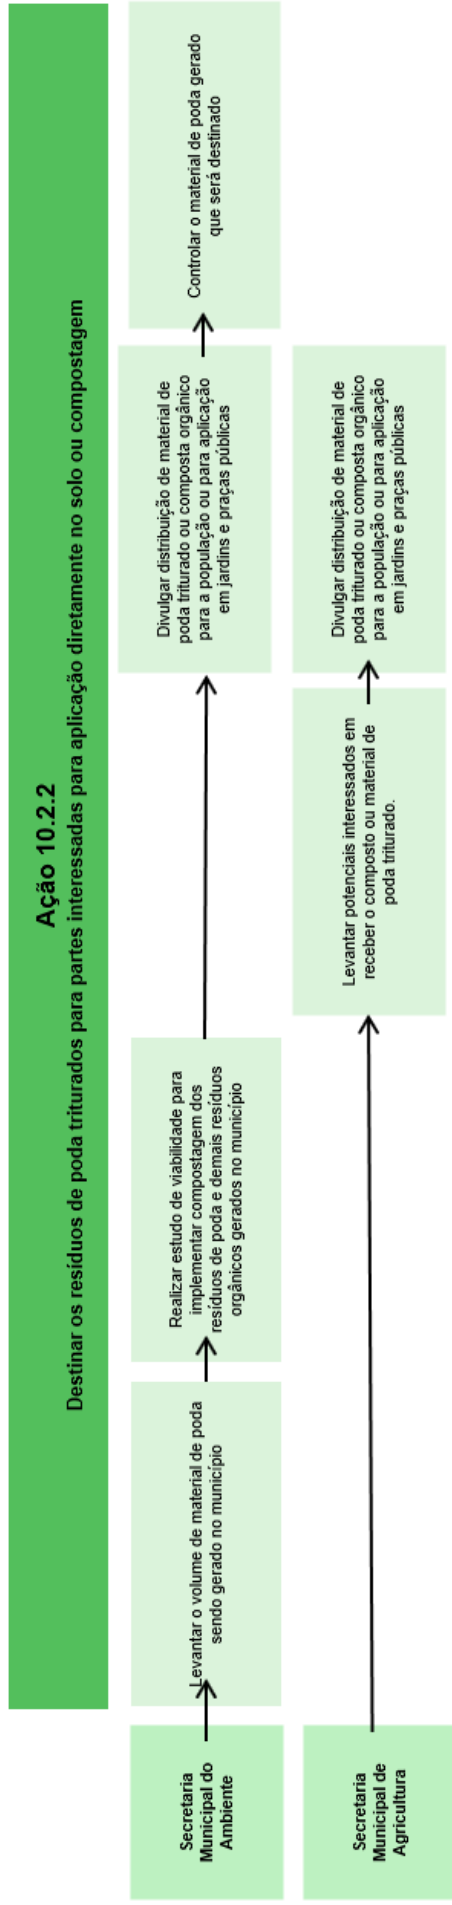 Ação 10.2.2
Destinar os resíduos de poda triturados para partes interessadas para aplicação diretamente no solo ou compostagem
Secretaria
Municipal do
Ambiente
Levantar o volume de material de poda
sendo gerado no município
Realizar estudo de viabilidade para
implementar compostagem dos
resíduos de poda e demais resíduos
orgânicos gerados no município
Divulgar distribuição de material de
poda triturado ou composta orgânico
para a população ou para aplicação
em jardins e praças públicas
Controlar o material de poda gerado
que será destinado
Secretaria
Municipal de
Agricultura
Levantar potenciais interessados em
receber o composto ou material de
poda triturado.
Divulgar distribuição de material de
poda triturado ou composta orgânico
para a população ou para aplicação
em jardins e praças públicas